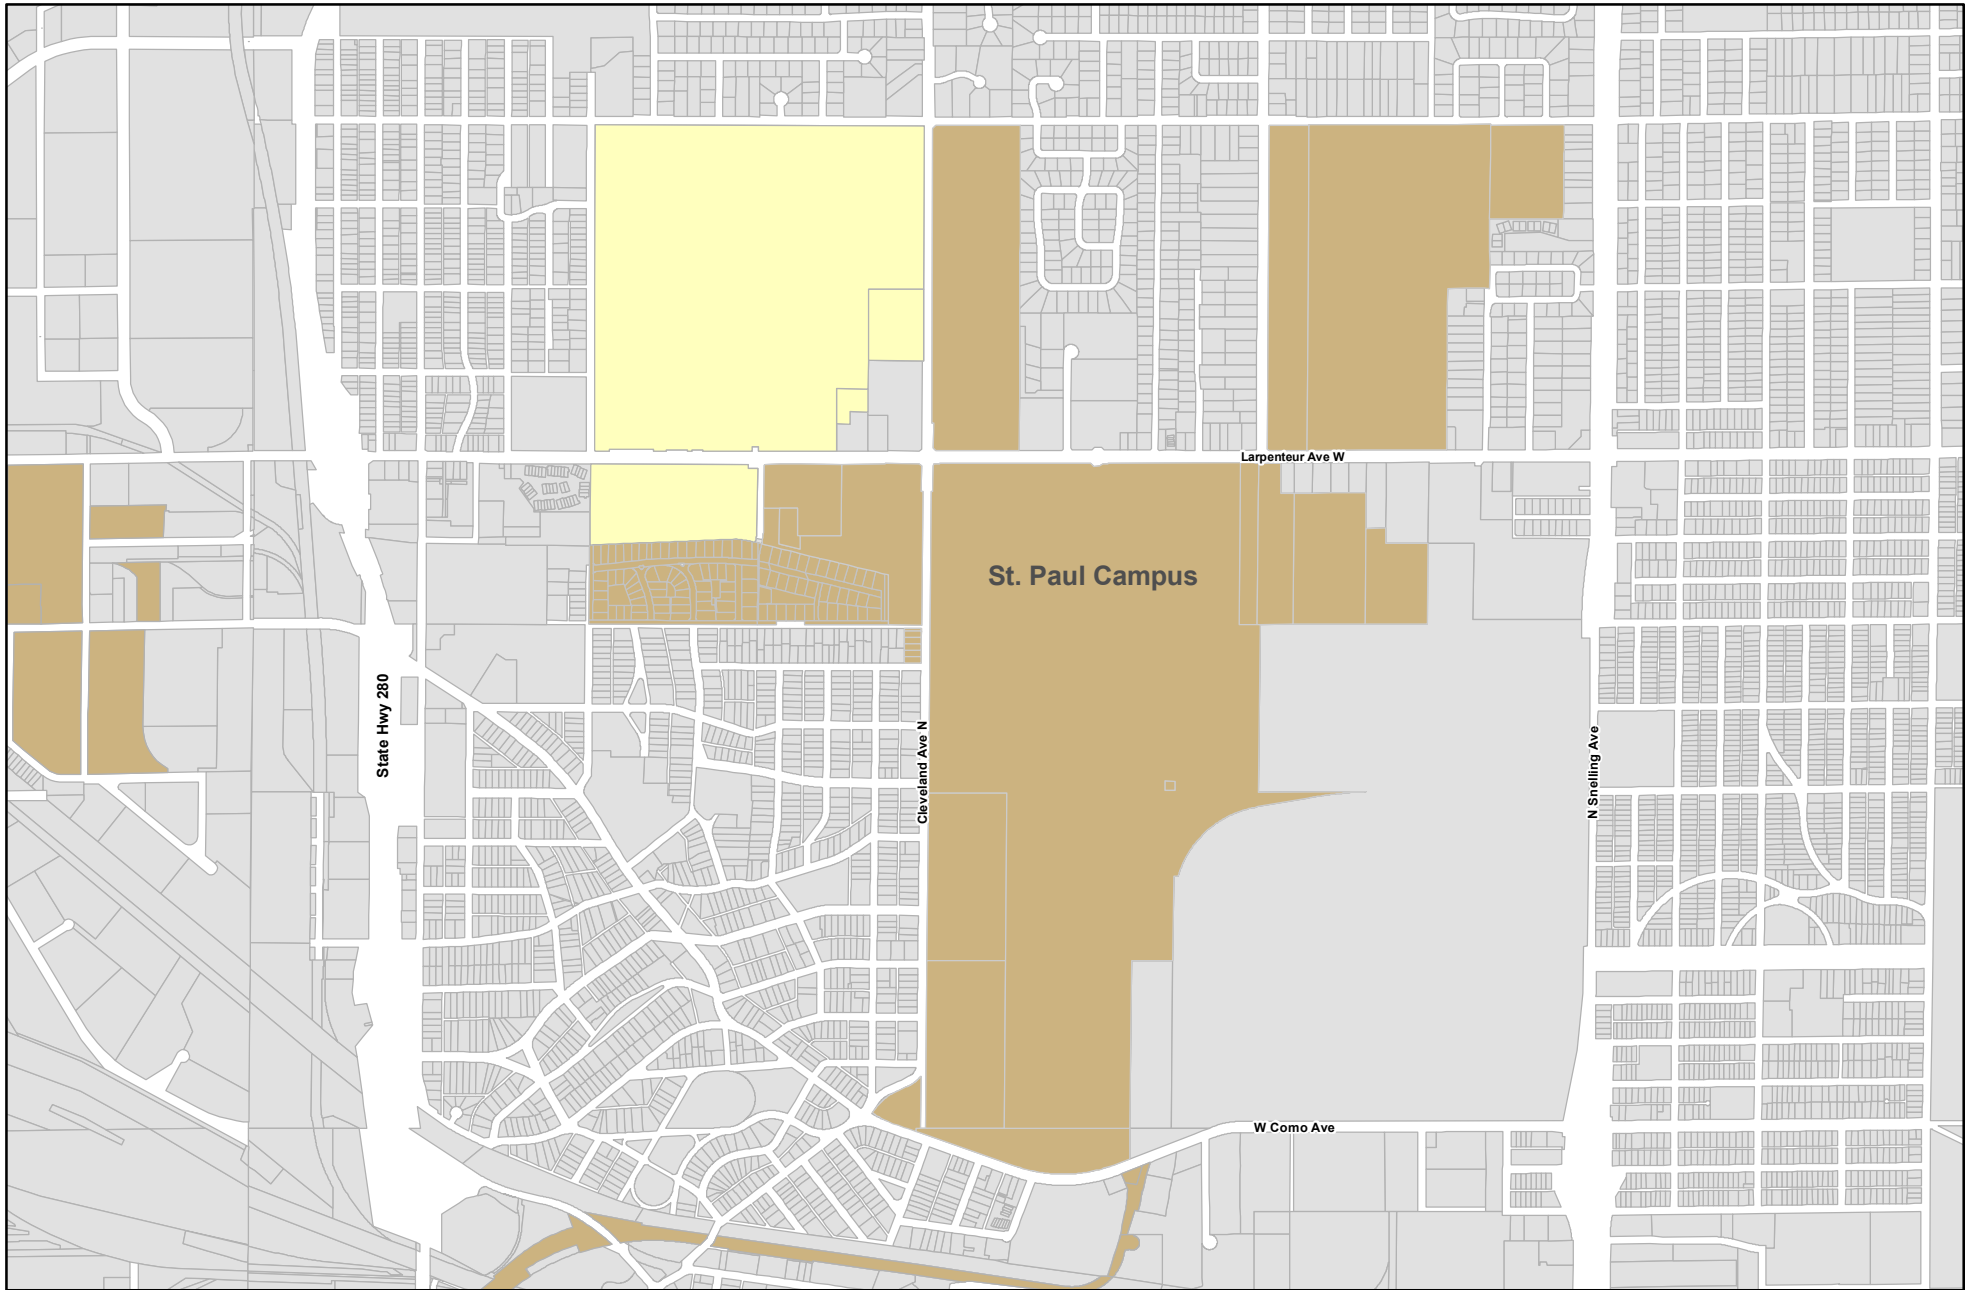 Larpenteur Ave W
St. Paul Campus
State Hwy 280
Cleveland Ave N
N Snelling Ave
W Como Ave